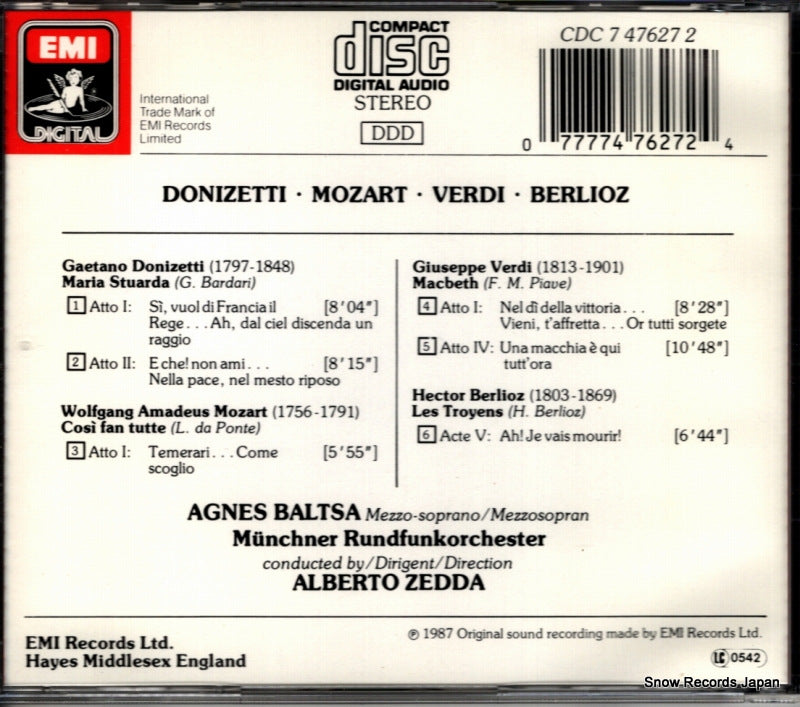 EMI
DIGITAL
International
Trade Mark of
EMI Records
Limited
COMPACT
disc
DIGITAL AUDIO
STEREO
DDD
CDC 7 47627 2
0 77774 76272 4
DONIZETTI · MOZART · VERDI · BERLIOZ
Gaetano Donizetti (1797-1848)
Maria Stuarda (G. Bardari)
1 Atto I: Sì, vuol di Francia il [8'04"]
Rege...Ah, dal ciel discenda un
raggio
2 Atto II: E che! non ami... [8'15"]
Nella pace, nel mesto riposo
Wolfgang Amadeus Mozart (1756-1791)
Così fan tutte (L. da Ponte)
3 Atto I: Temerari...Come [5'55"]
scoglio
Giuseppe Verdi (1813-1901)
Macbeth (F. M. Piave)
4 Atto I: Nel dì della vittoria... [8'28"]
Vieni, t'affretta...Or tutti sorgete
5 Atto IV: Una macchia è qui [10'48"]
tutt'ora
Hector Berlioz (1803-1869)
Les Troyens (H. Berlioz)
6 Acte V: Ah! Je vais mourir! [6'44"]
AGNES BALTSA Mezzo-soprano/Mezzosopran
Münchner Rundfunkorchester
conducted by/Dirigent/Direction
ALBERTO ZEDDA
EMI Records Ltd.
Hayes Middlesex England
℗ 1987 Original sound recording made by EMI Records Ltd.
LC 0542
Snow Records Japan